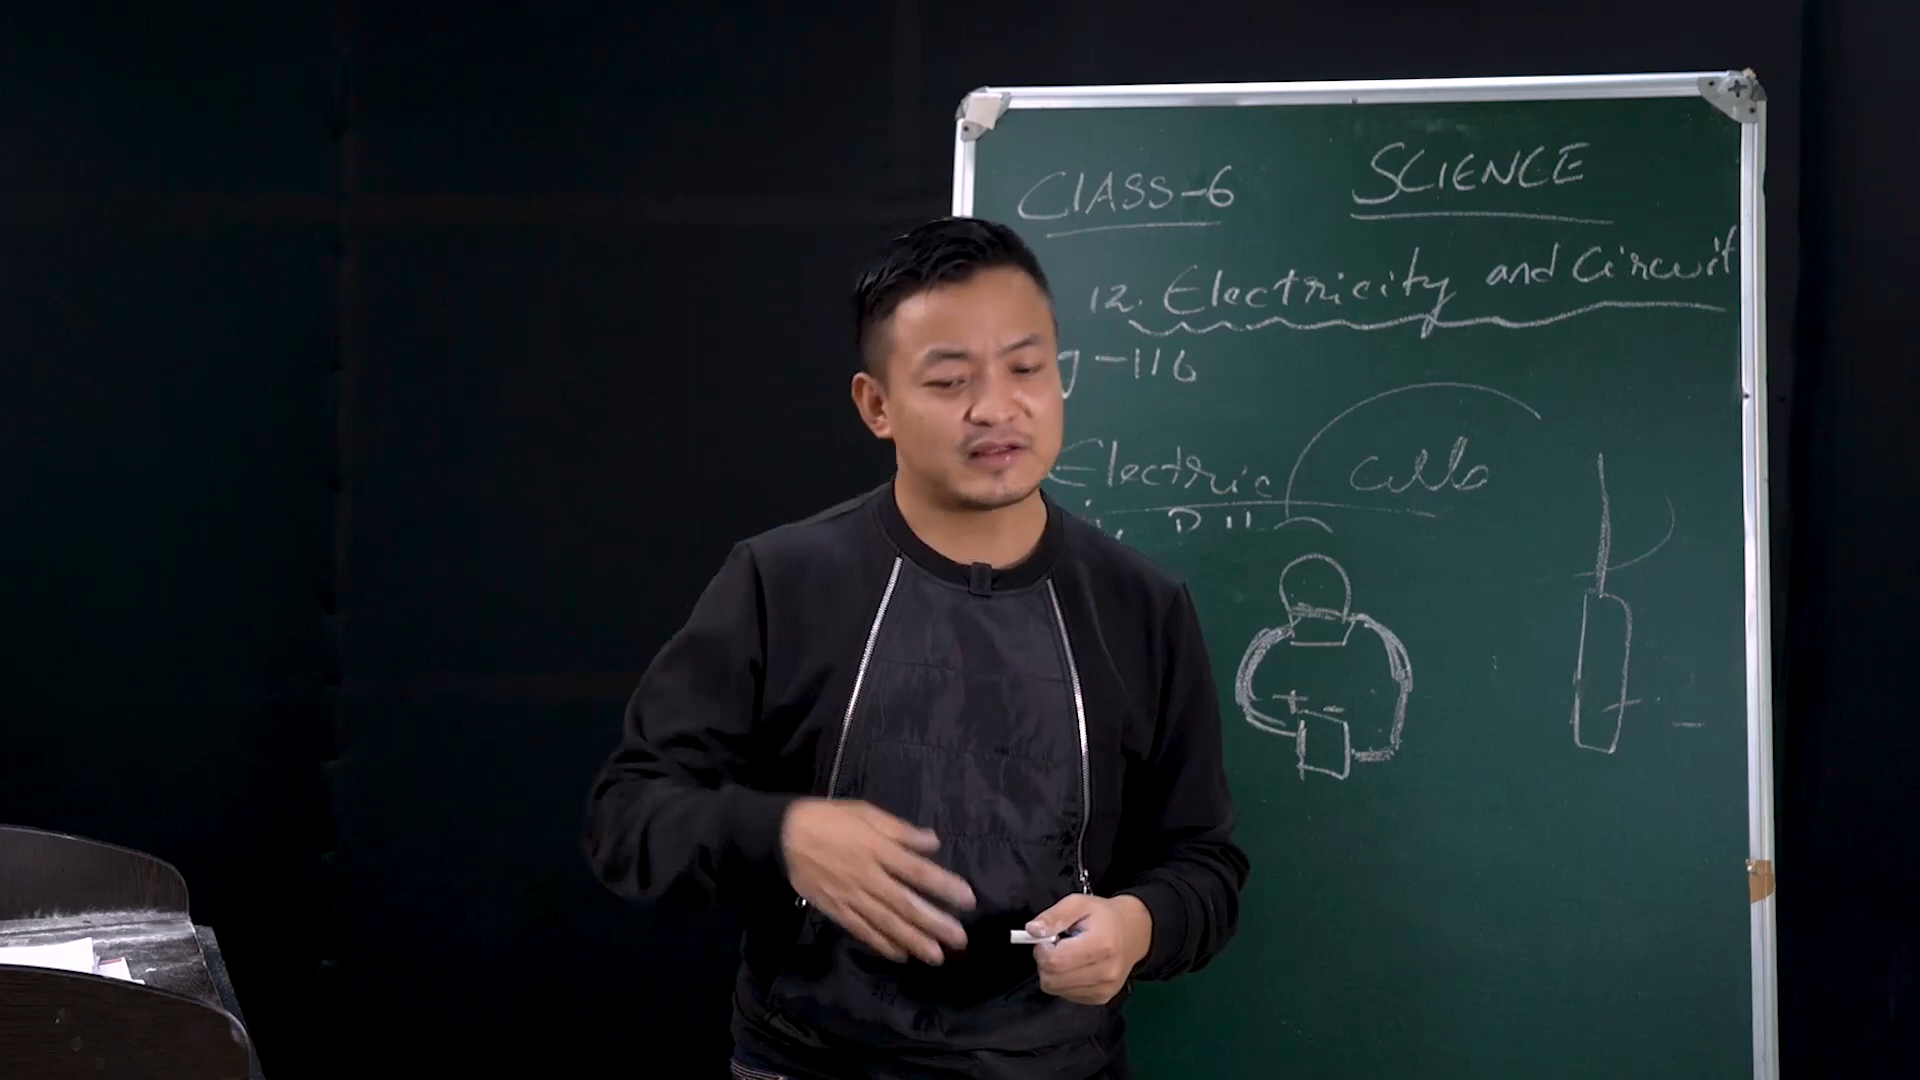 CLASS-6 SCIENCE
12. Electricity and Circuit
g-116
Electric Cells
+ -
+ -